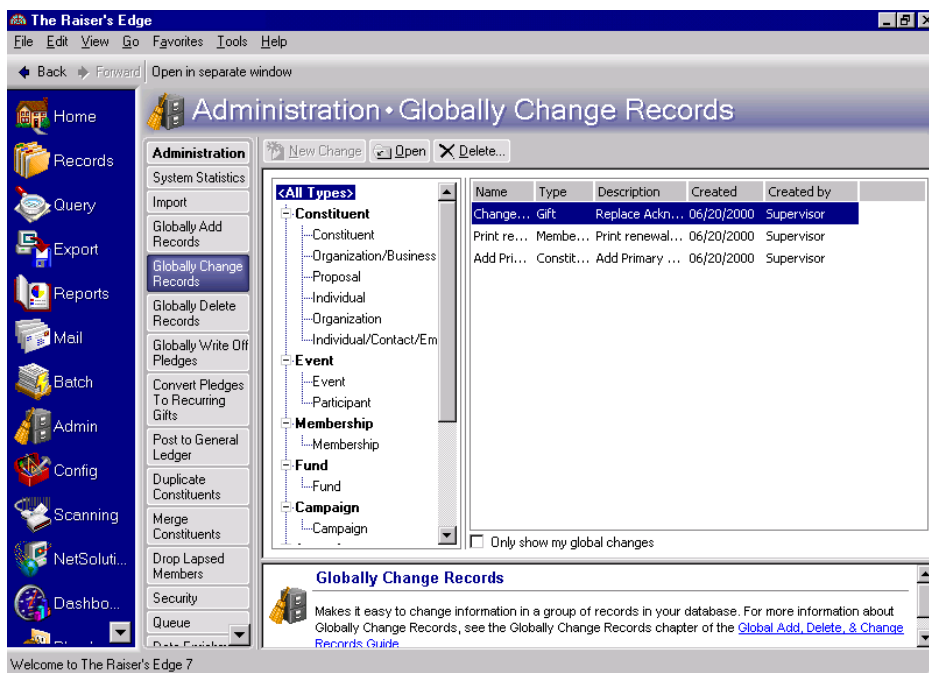 The Raiser's Edge
File Edit View Go Favorites Tools Help
Back Forward Open in separate window
Administration • Globally Change Records
Home
Records
Query
Export
Reports
Mail
Batch
Admin
Config
Scanning
NetSoluti...
Dashbo...
Administration
System Statistics
Import
Globally Add
Records
Globally Change
Records
Globally Delete
Records
Globally Write Off
Pledges
Convert Pledges
To Recurring
Gifts
Post to General
Ledger
Duplicate
Constituents
Merge
Constituents
Drop Lapsed
Members
Security
Queue
New Change Open Delete...
<All Types>
Constituent
Constituent
Organization/Business
Proposal
Individual
Organization
Individual/Contact/Em
Event
Event
Participant
Membership
Membership
Fund
Fund
Campaign
Campaign
Name Type Description Created Created by
Change... Gift Replace Ackn... 06/20/2000 Supervisor
Print re... Membe... Print renewal... 06/20/2000 Supervisor
Add Pri... Constit... Add Primary ... 06/20/2000 Supervisor
Only show my global changes
Globally Change Records
Makes it easy to change information in a group of records in your database. For more information about
Globally Change Records, see the Globally Change Records chapter of the Global Add, Delete, & Change
Records Guide
Welcome to The Raiser's Edge 7